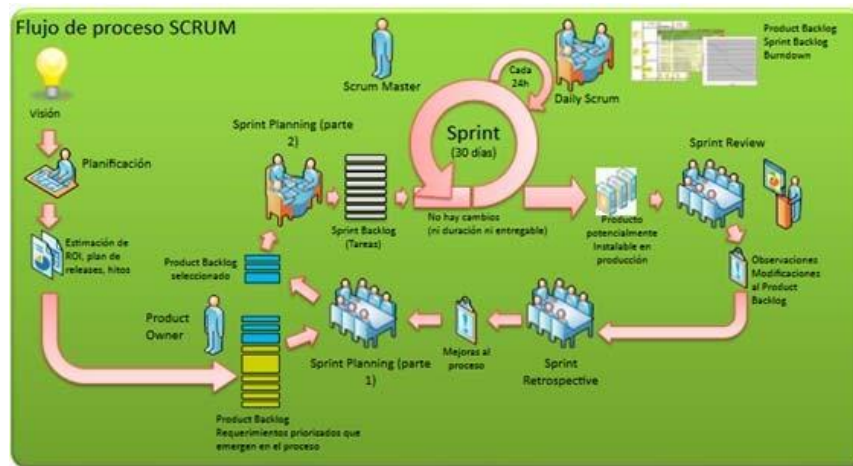 Flujo de proceso SCRUM
Visión
Planificación
Estimación de
ROI, plan de
releases, hitos
Product
Owner
Product Backlog
Requerimientos priorizados que
emergen en el proceso
Product Backlog
seleccionado
Sprint Planning (parte
1)
Sprint Planning (parte
2)
Sprint Backlog
(Tareas)
Scrum Master
Sprint
(30 días)
Cada
24h
Daily Scrum
No hay cambios
(ni duración ni entregable)
Product Backlog
Sprint Backlog
Burndown
Producto
potencialmente
Instalable en
producción
Sprint Review
Observaciones
Modificaciones
al Product
Backlog
Sprint
Retrospective
Mejoras al
proceso